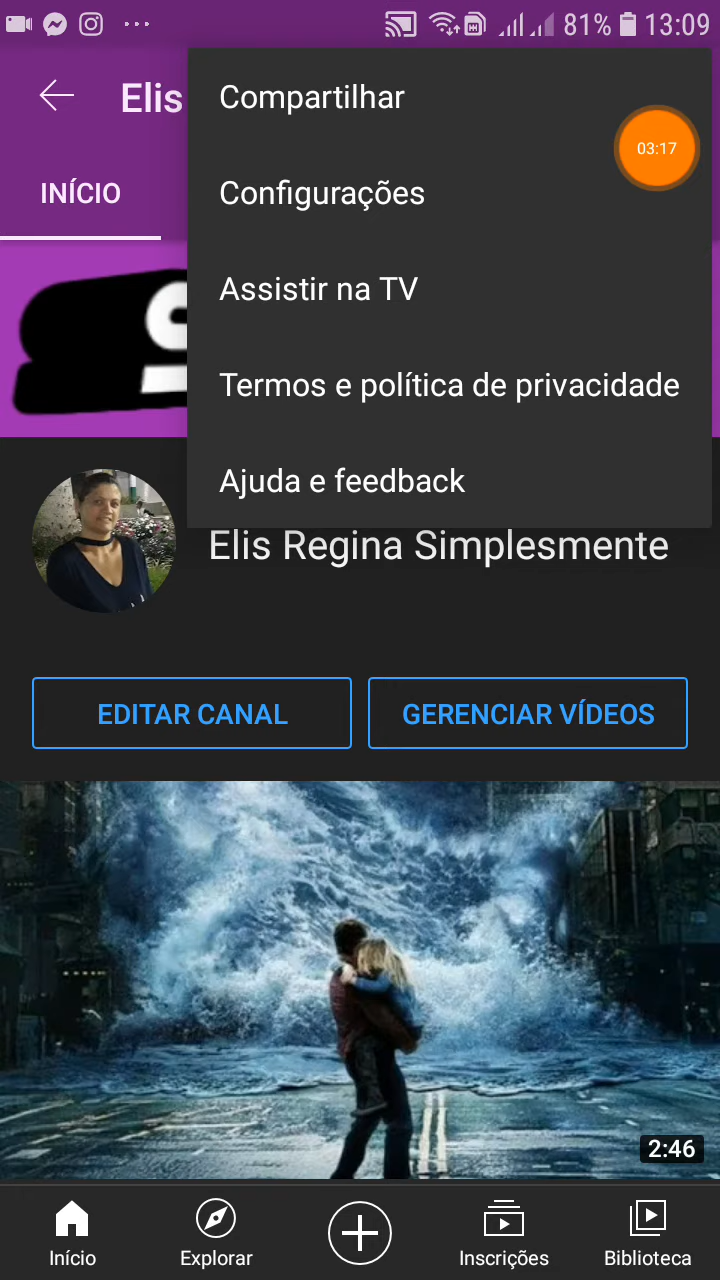 81% 13:09
Elis
Compartilhar
03:17
INÍCIO
Configurações
Assistir na TV
Termos e política de privacidade
Ajuda e feedback
Elis Regina Simplesmente
EDITAR CANAL
GERENCIAR VÍDEOS
2:46
Início
Explorar
Inscrições
Biblioteca